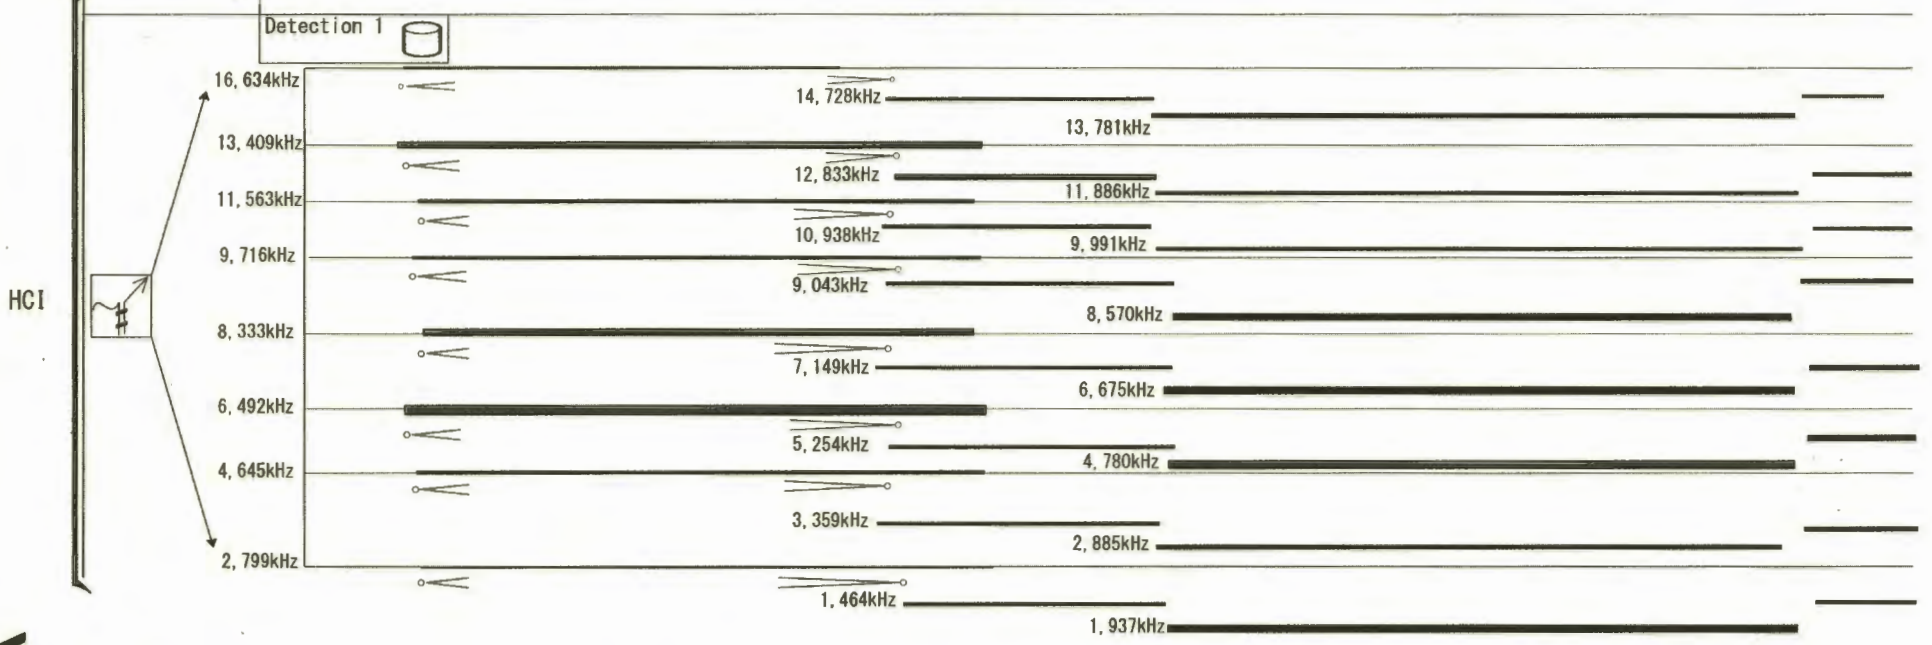 Detection 1
16,634kHz
14,728kHz
13,781kHz
13,409kHz
12,833kHz
11,886kHz
11,563kHz
10,938kHz
9,991kHz
9,716kHz
9,043kHz
HCI
8,570kHz
8,333kHz
7,149kHz
6,675kHz
6,492kHz
5,254kHz
4,780kHz
4,645kHz
3,359kHz
2,885kHz
2,799kHz
1,464kHz
1,937kHz